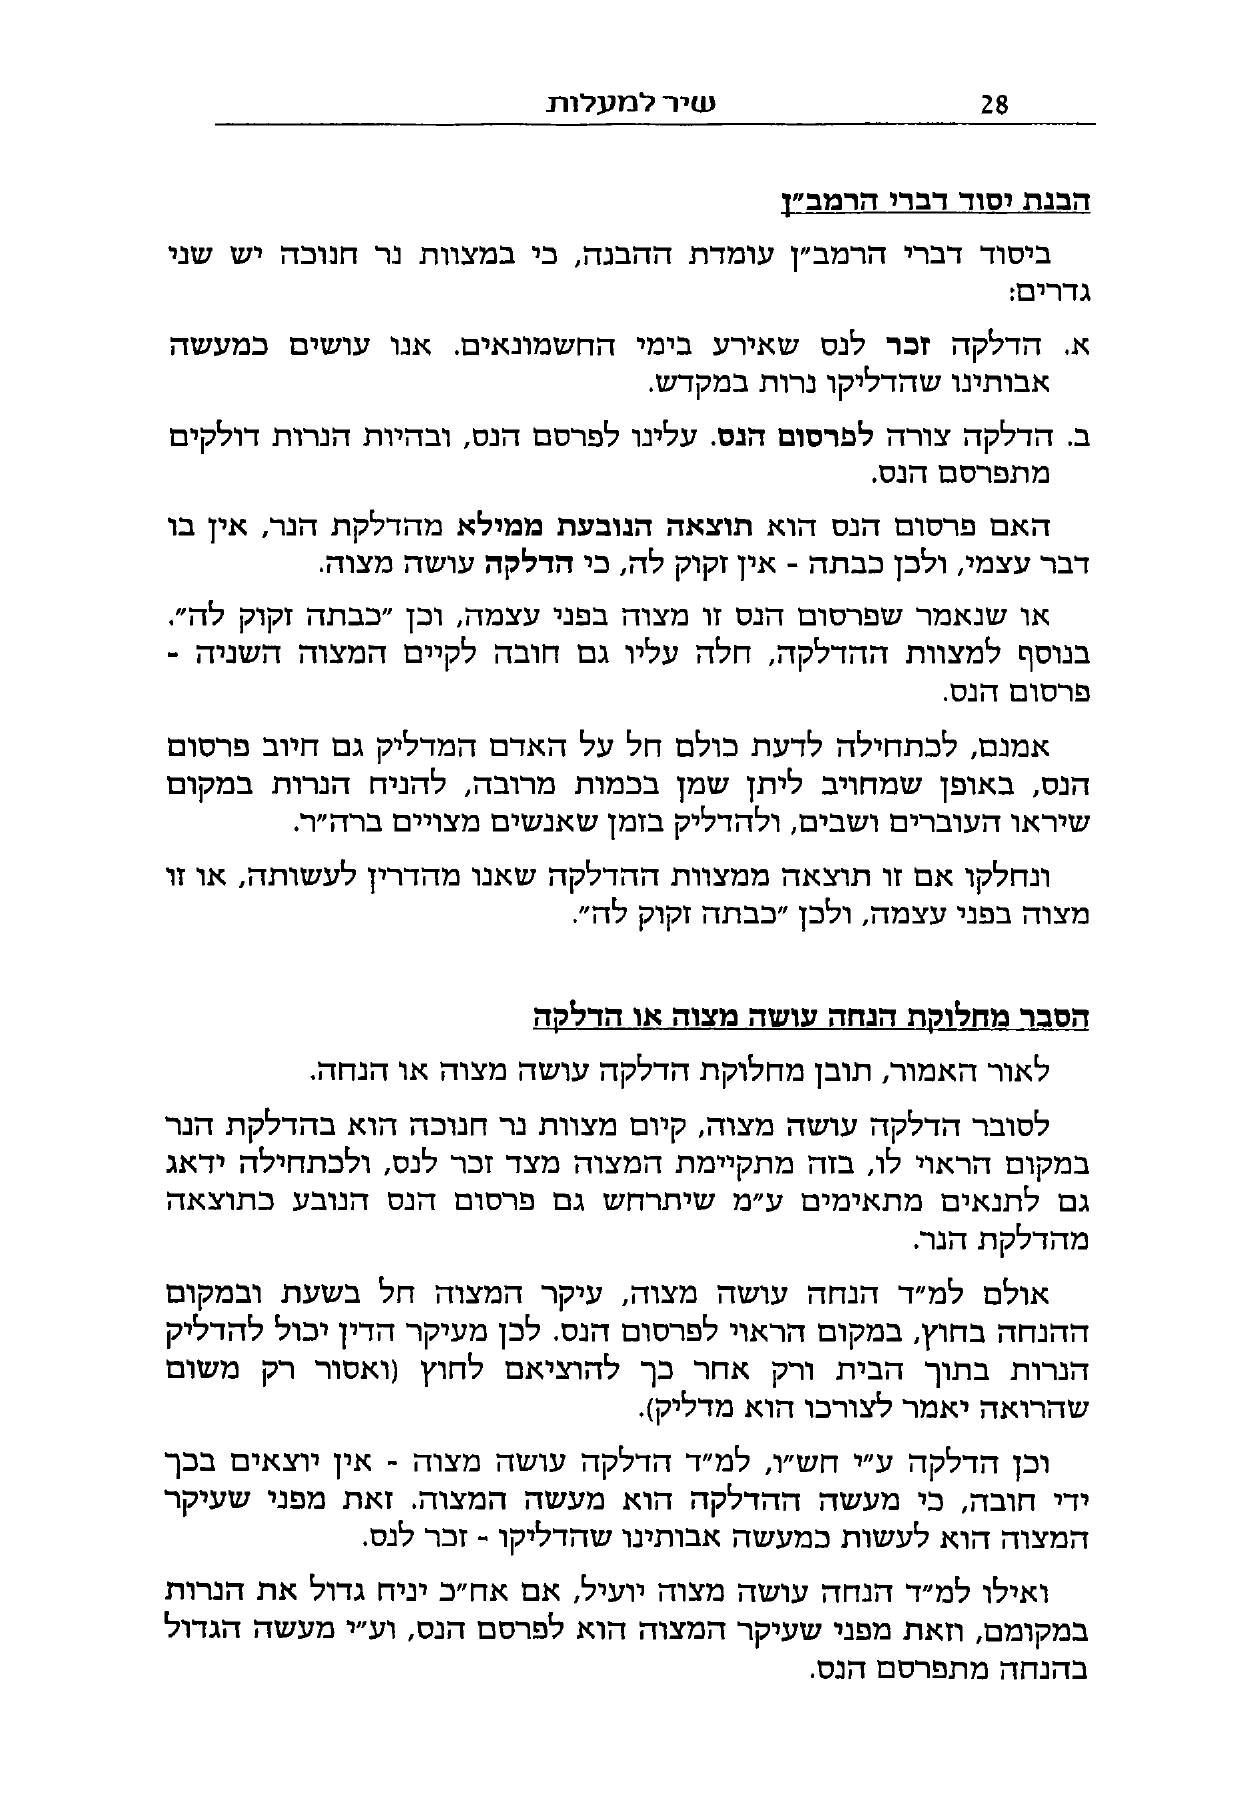 28 שיר למעלות
הבנת יסוד דברי הרמב"ן
ביסוד דברי הרמב"ן עומדת ההבנה, כי במצוות נר חנוכה יש שני
גדרים:
א. הדלקה זכר לנס שאירע בימי החשמונאים. אנו עושים כמעשה
אבותינו שהדליקו נרות במקדש.
ב. הדלקה צורה לפרסום הנס. עלינו לפרסם הנס, ובהיות הנרות דולקים
מתפרסם הנס.
האם פרסום הנס הוא תוצאה הנובעת ממילא מהדלקת הנר, אין בו
דבר עצמי, ולכן כבתה - אין זקוק לה, כי הדלקה עושה מצוה.
או שנאמר שפרסום הנס זו מצוה בפני עצמה, וכן "כבתה זקוק לה".
בנוסף למצוות ההדלקה, חלה עליו גם חובה לקיים המצוה השניה -
פרסום הנס.
אמנם, לכתחילה לדעת כולם חל על האדם המדליק גם חיוב פרסום
הנס, באופן שמחויב ליתן שמן בכמות מרובה, להניח הנרות במקום
שיראו העוברים ושבים, ולהדליק בזמן שאנשים מצויים ברה"ר.
ונחלקו אם זו תוצאה ממצוות ההדלקה שאנו מהדרין לעשותה, או זו
מצוה בפני עצמה, ולכן "כבתה זקוק לה".
הסבר מחלוקת הנחה עושה מצוה או הדלקה
לאור האמור, תובן מחלוקת הדלקה עושה מצוה או הנחה.
לסובר הדלקה עושה מצוה, קיום מצוות נר חנוכה הוא בהדלקת הנר
במקום הראוי לו, בזה מתקיימת המצוה מצד זכר לנס, ולכתחילה ידאג
גם לתנאים מתאימים ע"מ שיתרחש גם פרסום הנס הנובע כתוצאה
מהדלקת הנר.
אולם למ"ד הנחה עושה מצוה, עיקר המצוה חל בשעת ובמקום
ההנחה בחוץ, במקום הראוי לפרסום הנס. לכן מעיקר הדין יכול להדליק
הנרות בתוך הבית ורק אחר כך להוציאם לחוץ (ואסור רק משום
שהרואה יאמר לצורכו הוא מדליק).
וכן הדלקה ע"י חש"ו, למ"ד הדלקה עושה מצוה - אין יוצאים בכך
ידי חובה, כי מעשה ההדלקה הוא מעשה המצוה. זאת מפני שעיקר
המצוה הוא לעשות כמעשה אבותינו שהדליקו - זכר לנס.
ואילו למ"ד הנחה עושה מצוה יועיל, אם אח"כ יניח גדול את הנרות
במקומם, וזאת מפני שעיקר המצוה הוא לפרסם הנס, וע"י מעשה הגדול
בהנחה מתפרסם הנס.